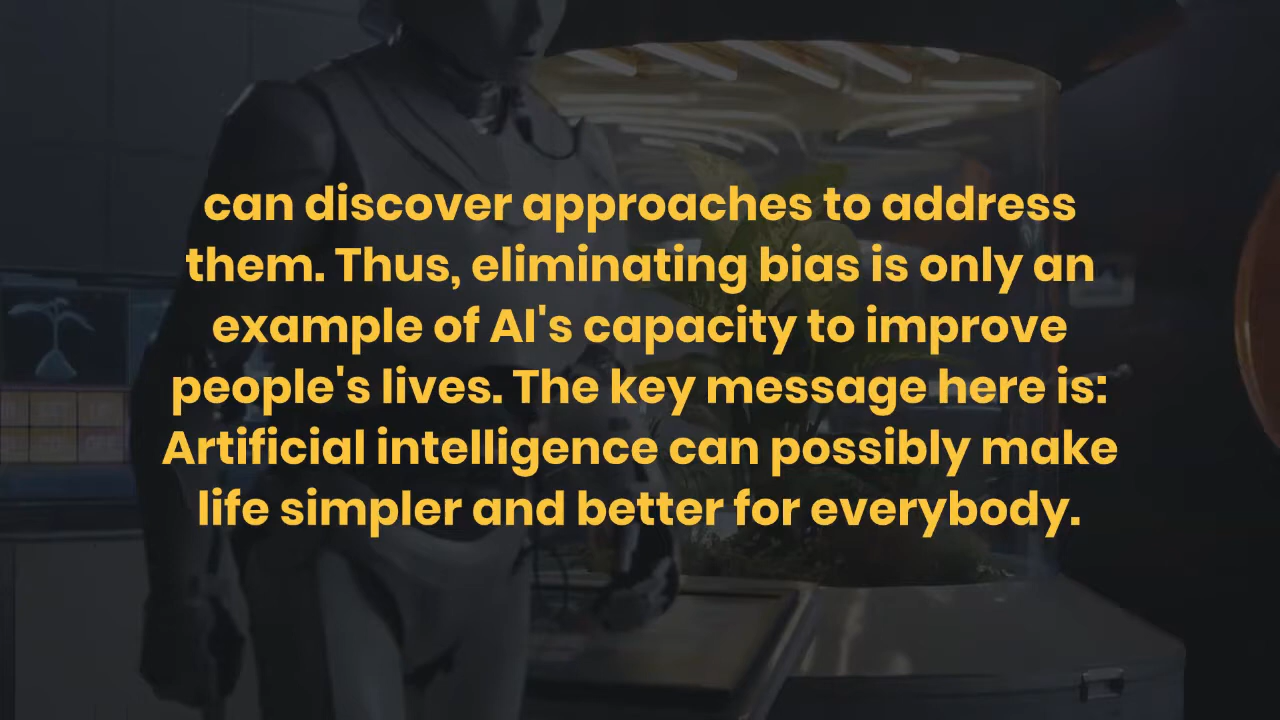 can discover approaches to address
them. Thus, eliminating bias is only an
example of AI's capacity to improve
people's lives. The key message here is:
Artificial intelligence can possibly make
life simpler and better for everybody.